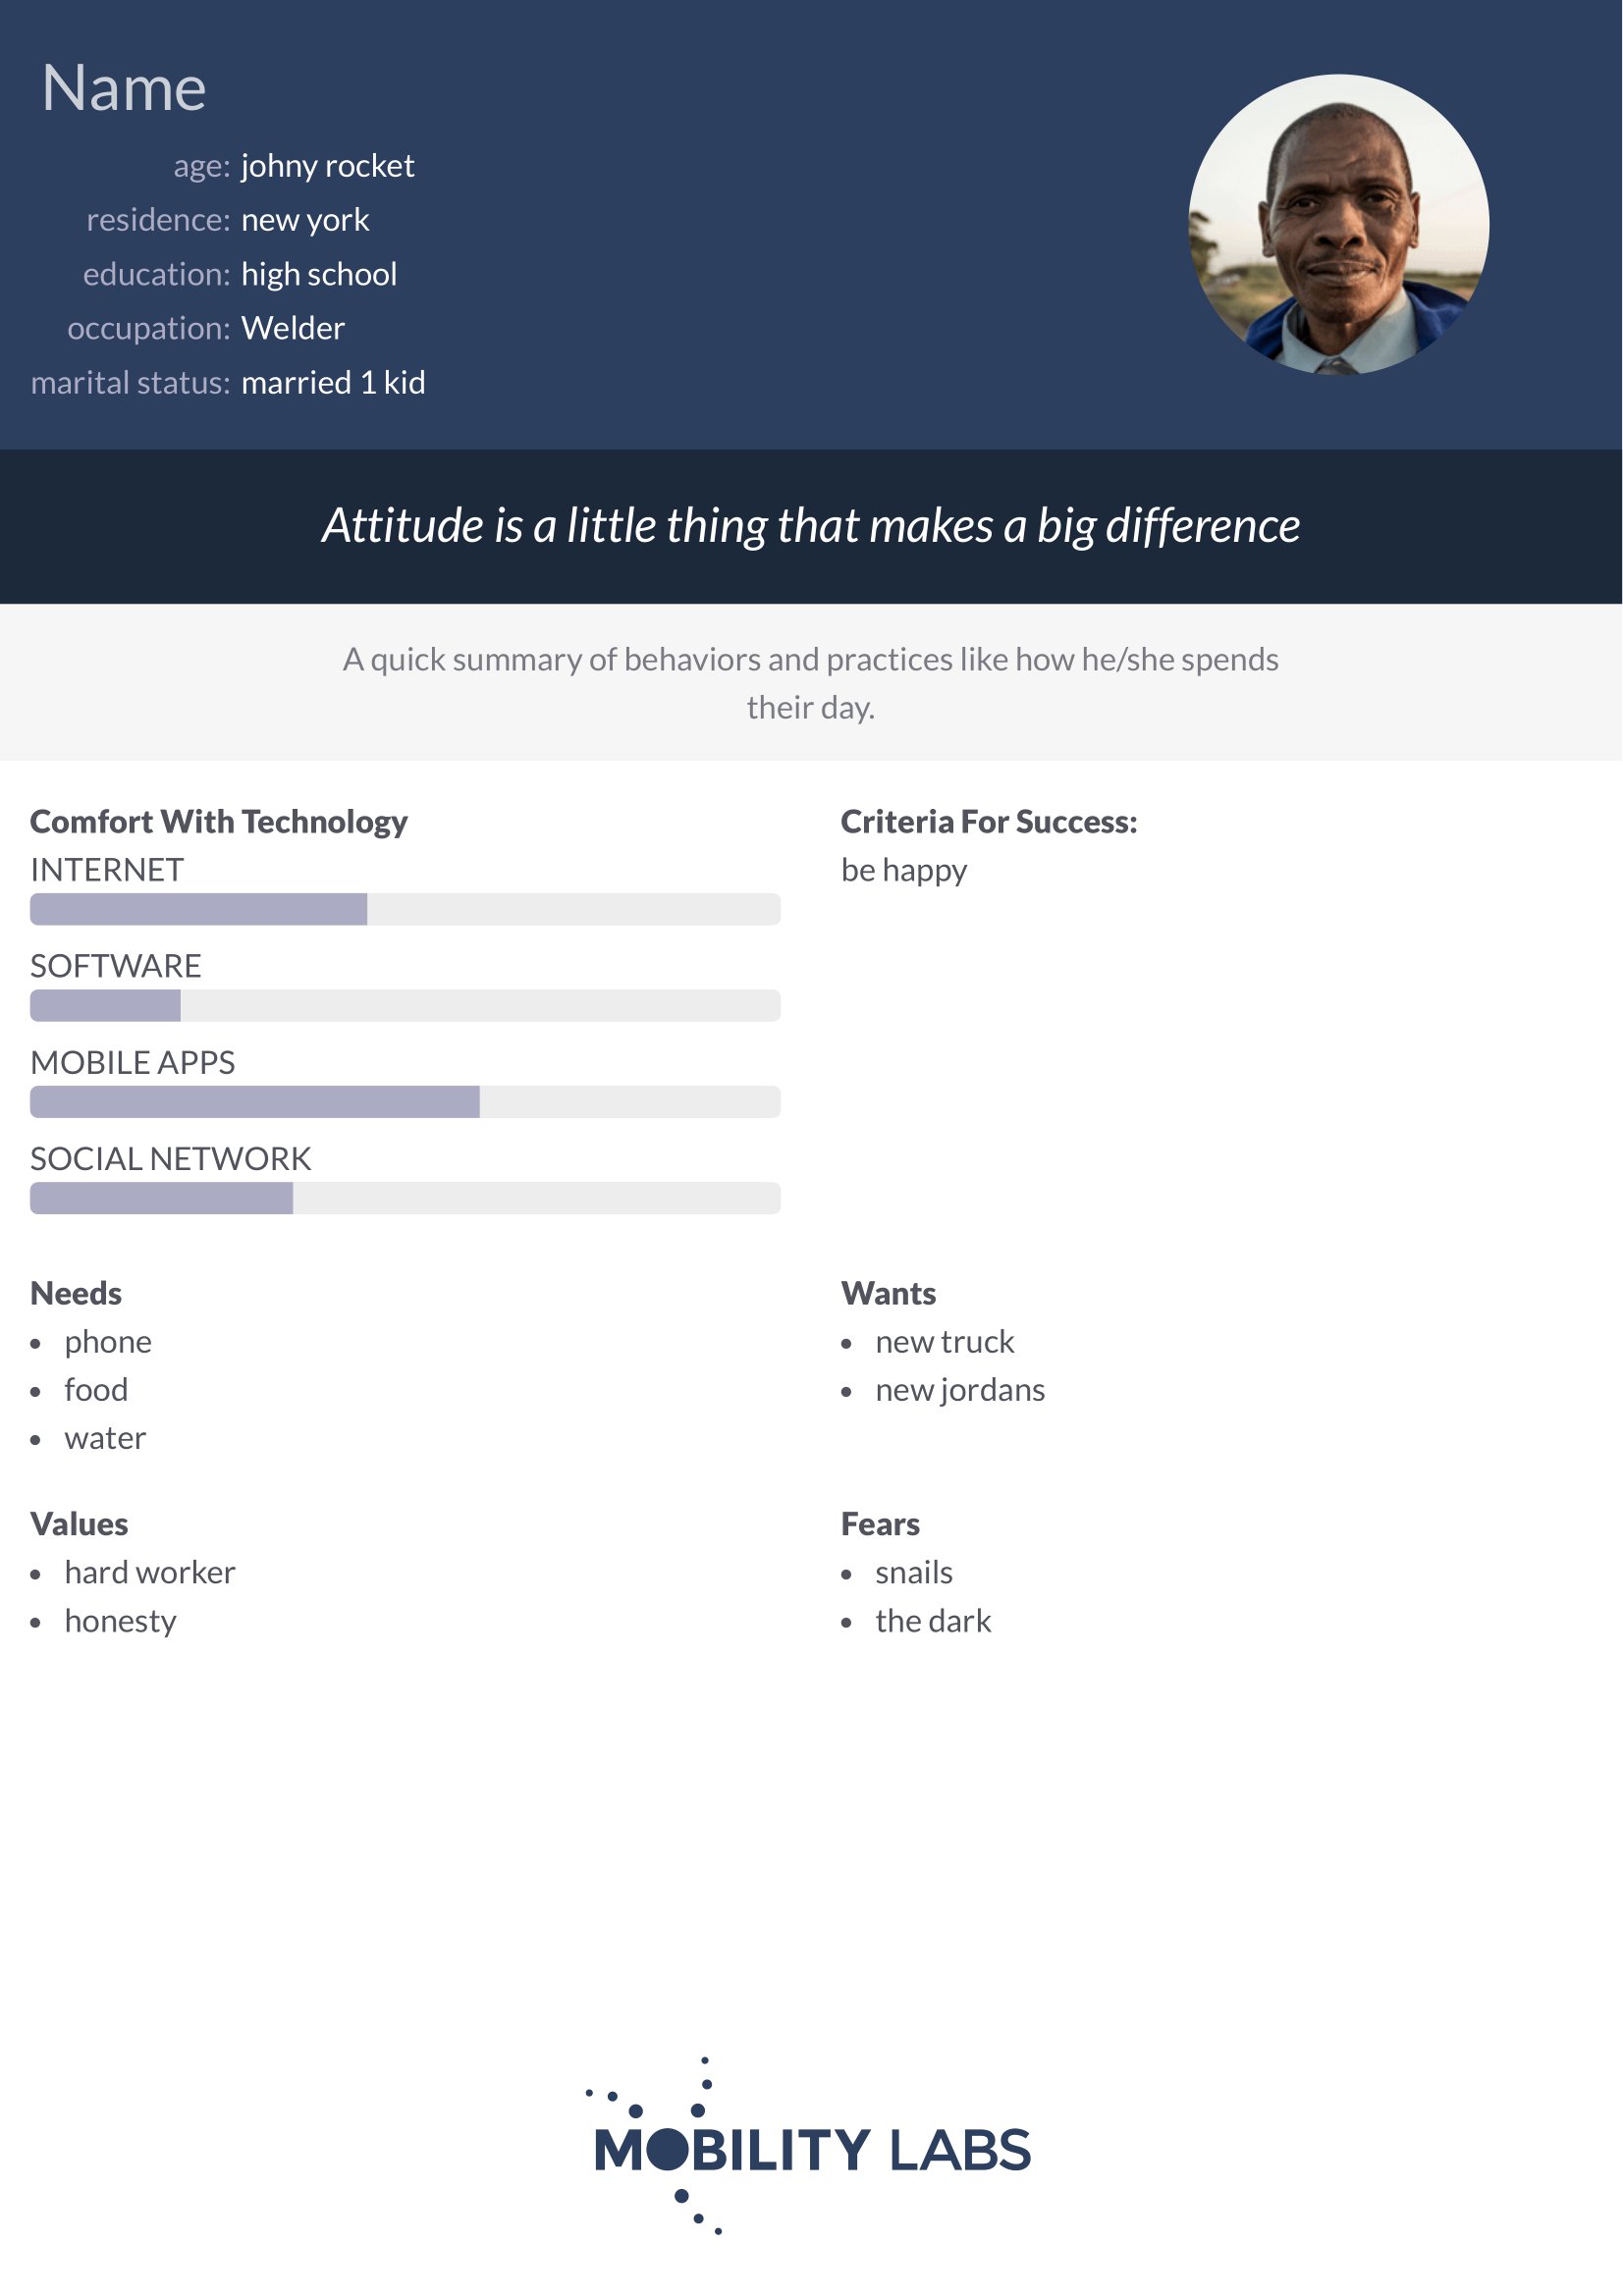 Name
age: johny rocket
residence: new york
education: high school
occupation: Welder
marital status: married 1 kid
Attitude is a little thing that makes a big difference
A quick summary of behaviors and practices like how he/she spends
their day.
Comfort With Technology
INTERNET
SOFTWARE
MOBILE APPS
SOCIAL NETWORK
Criteria For Success:
be happy
Needs
• phone
• food
• water
Wants
• new truck
• new jordans
Values
• hard worker
• honesty
Fears
• snails
• the dark
MOBILITY LABS